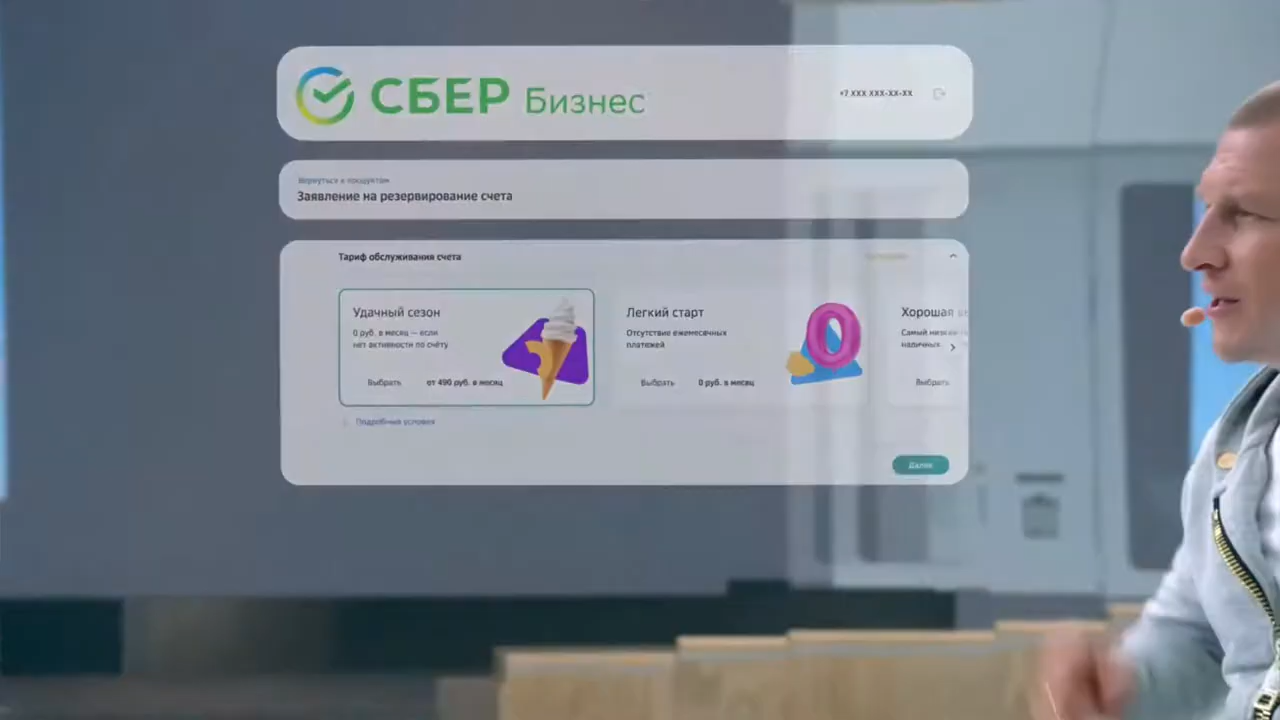 СБЕР Бизнес
+7 XXX XXX-XX-XX
Вернуться к продуктам
Заявление на резервирование счета
Тариф обслуживания счета
Удачный сезон
0 руб. в месяц — если
нет активности по счёту
Выбрать от 490 руб. в месяц
Легкий старт
Отсутствие ежемесячных
платежей
Выбрать 0 руб. в месяц
Хорошая
Самый
наличных
Выбрать
Подробные условия
Далее